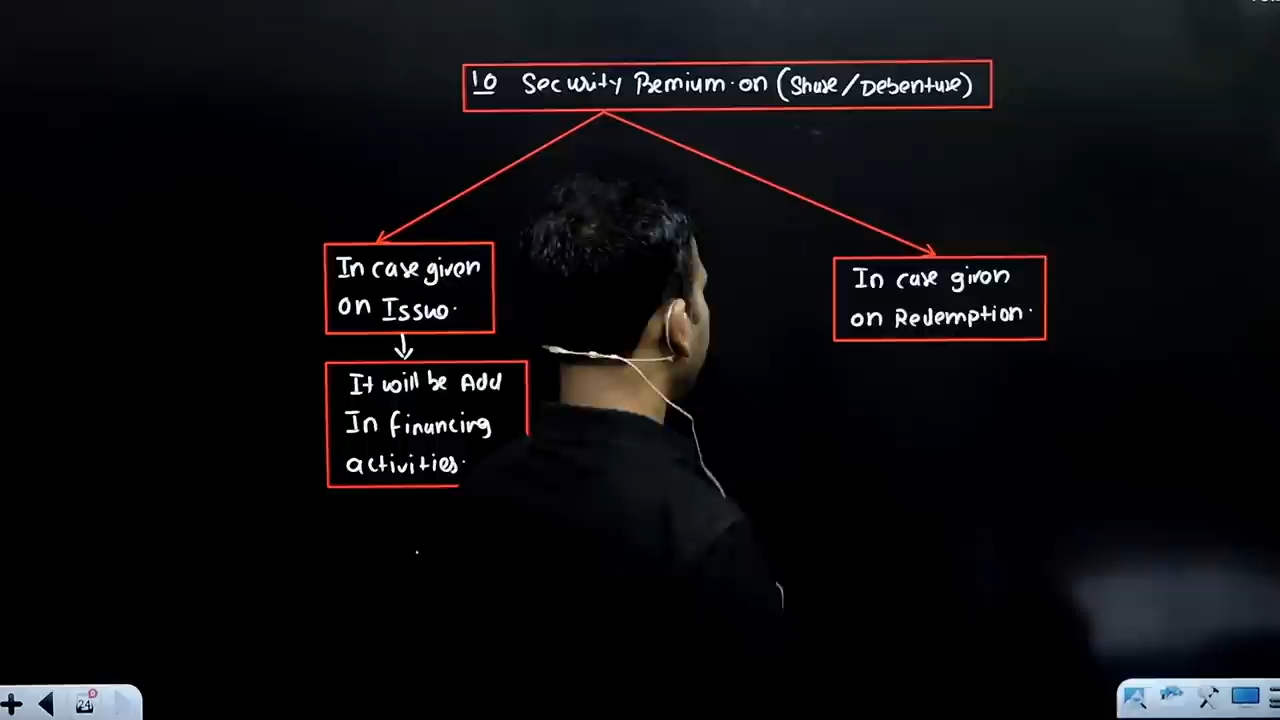 10 Security Premium on (Share/Debenture)
In case given
on Issue.
It will be Add
In financing
activities.
In case given
on Redemption.
24